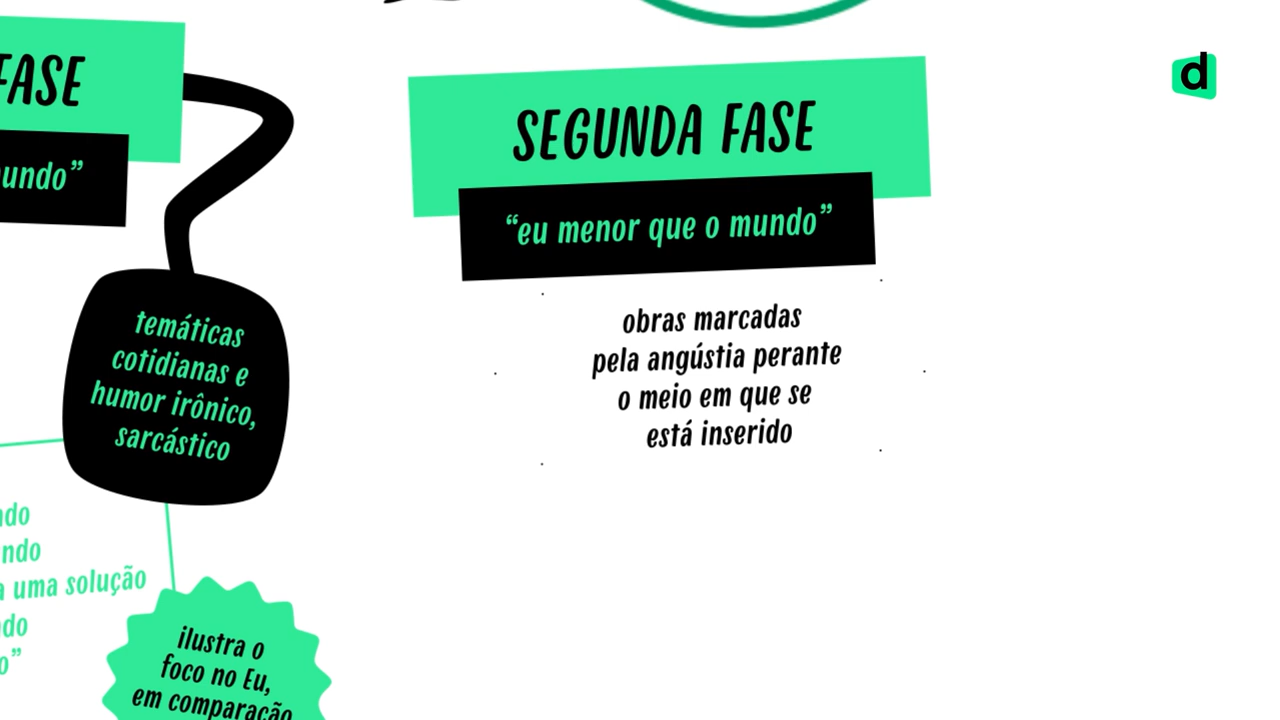 FASE
undo”
temáticas
cotidianas e
humor irônico,
sarcástico
do
ndo
a uma solução
do
o”
ilustra o
foco no Eu,
em comparação
SEGUNDA FASE
“eu menor que o mundo”
obras marcadas
pela angústia perante
o meio em que se
está inserido
d